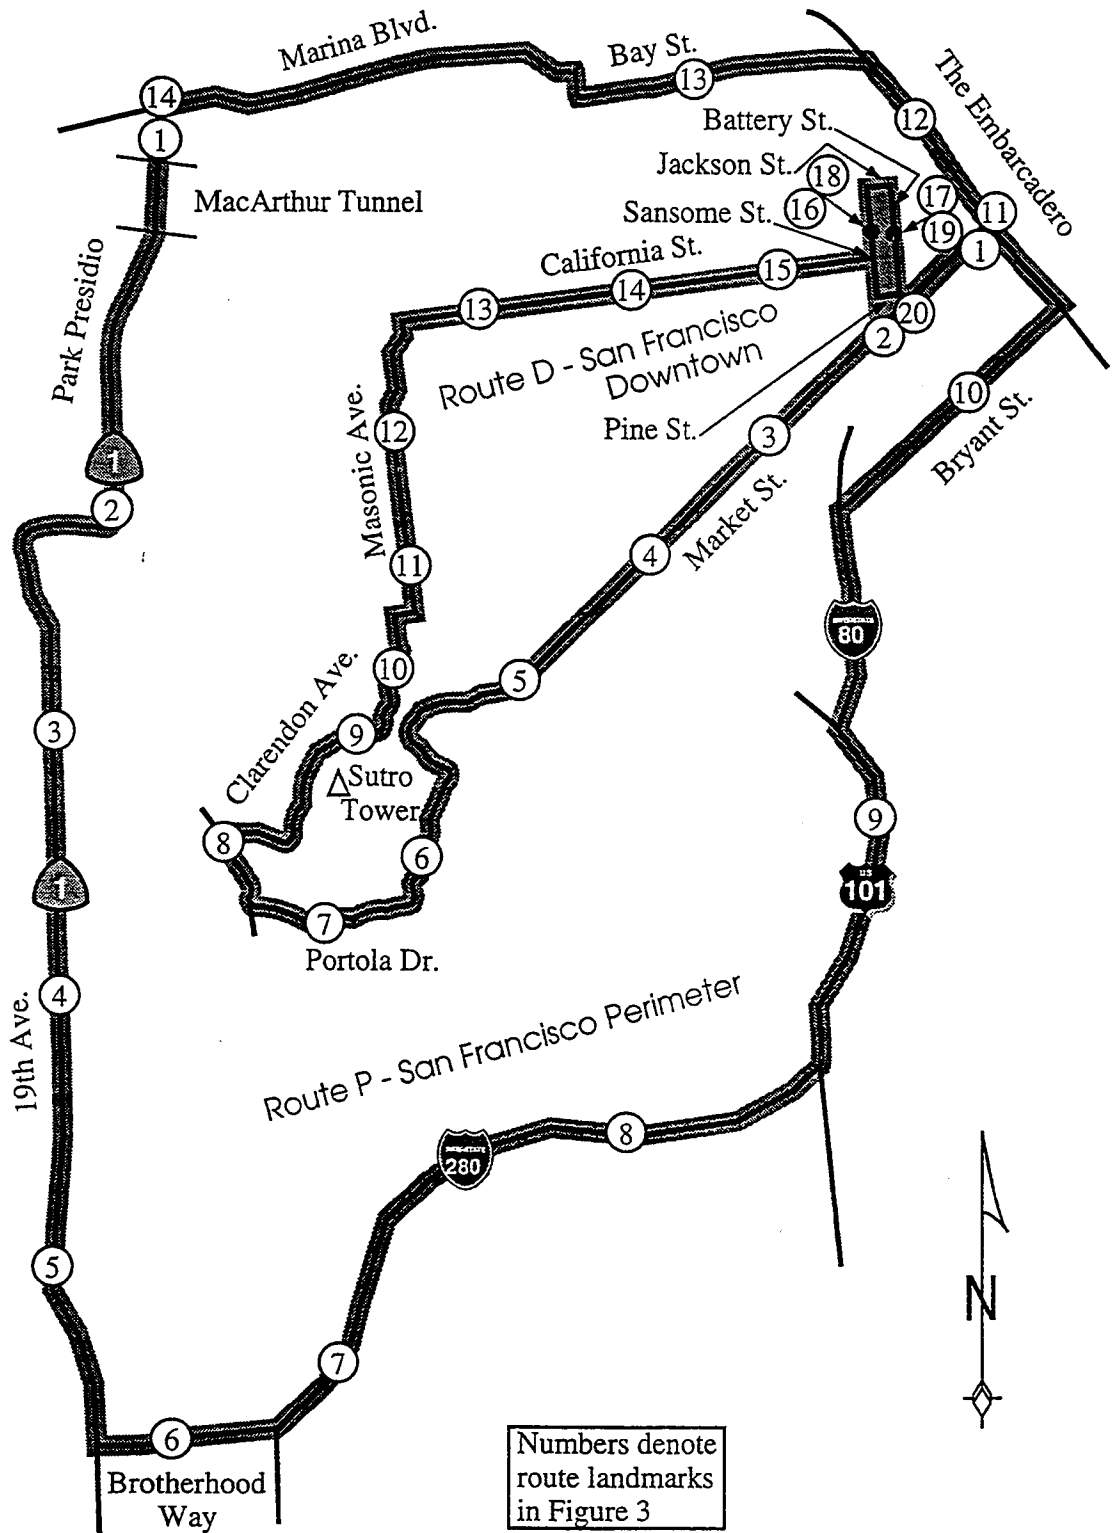 Marina Blvd.
Bay St.
The Embarcadero
14
13
12
1
Battery St.
Jackson St.
18
17
16
11
MacArthur Tunnel
Sansome St.
19
1
California St.
15
14
13
20
2
Park Presidio
Route D - San Francisco
Downtown
10
Bryant St.
Pine St.
3
12
Masonic Ave.
1
2
Market St.
4
11
80
10
5
Clarendon Ave.
3
9
Sutro
Tower
8
9
6
1
US
101
7
Portola Dr.
4
19th Ave.
Route P - San Francisco Perimeter
8
INTERSTATE
280
5
N
7
6
Brotherhood
Way
Numbers denote
route landmarks
in Figure 3